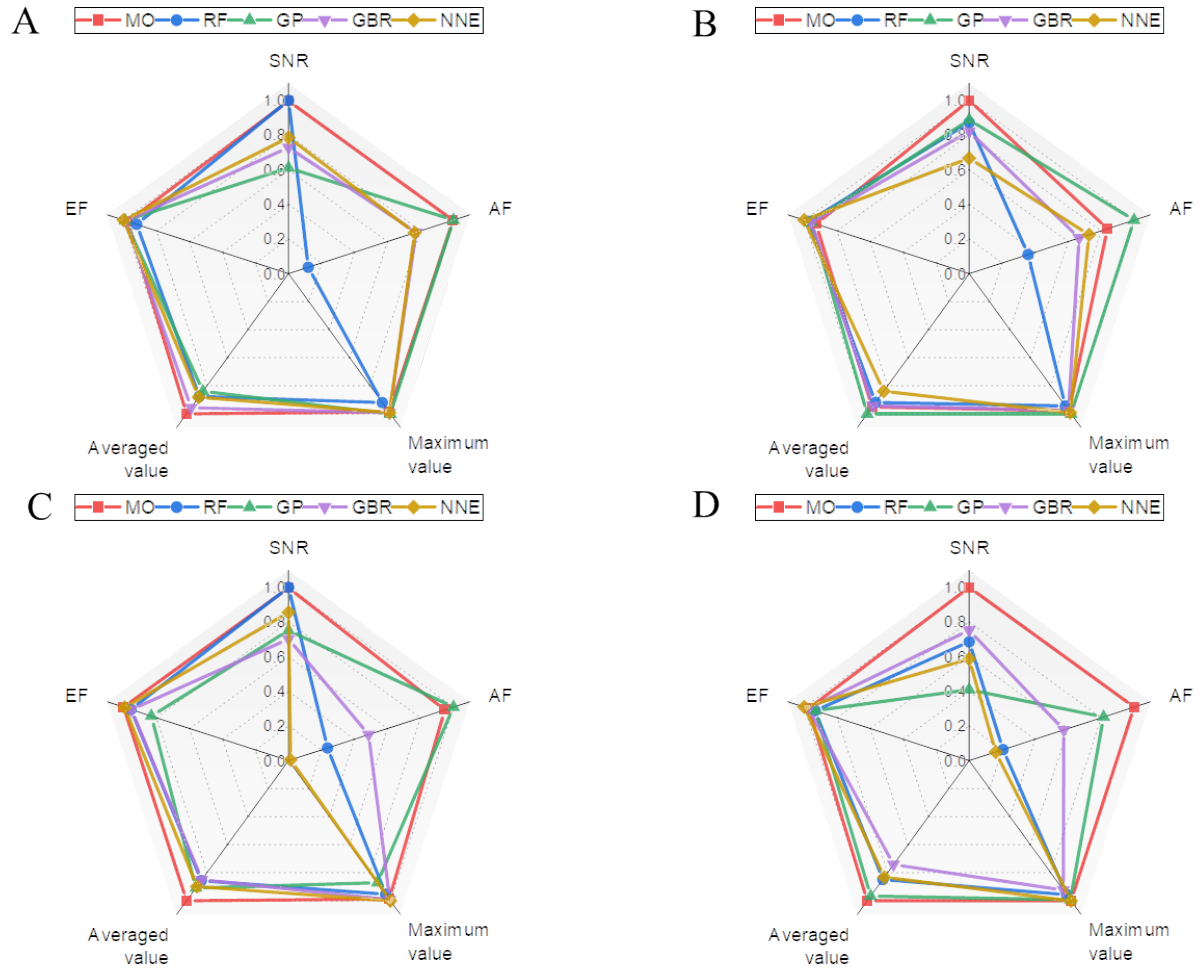 A
MO RF GP GBR NNE
SNR
1.0
0.8
0.6
0.4
0.2
0.0
EF
AF
Averaged
value
Maximum
value
B
MO RF GP GBR NNE
SNR
1.0
0.8
0.6
0.4
0.2
0.0
EF
AF
Averaged
value
Maximum
value
C
MO RF GP GBR NNE
SNR
1.0
0.8
0.6
0.4
0.2
0.0
EF
AF
Averaged
value
Maximum
value
D
MO RF GP GBR NNE
SNR
1.0
0.8
0.6
0.4
0.2
0.0
EF
AF
Averaged
value
Maximum
value